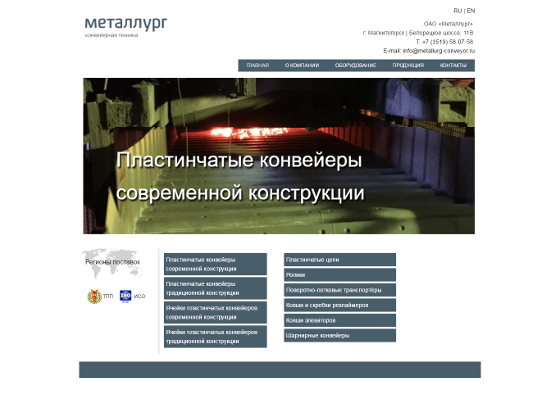 RU | EN
металлург
конвейерная техника
ОАО «Металлург»
г. Магнитогорск | Белорецкое шоссе, 11В
Т. +7 (3519) 58 07-58
E-mail: info@metallurg-conveyor.ru
ГЛАВНАЯ О КОМПАНИИ ОБОРУДОВАНИЕ ПРОДУКЦИЯ КОНТАКТЫ
Пластинчатые конвейеры
современной конструкции
Регионы поставок
ТПП ISO ИСО
Пластинчатые конвейеры
современной конструкции
Пластинчатые конвейеры
традиционной конструкции
Ячейки пластинчатых конвейеров
современной конструкции
Ячейки пластинчатых конвейеров
традиционной конструкции
Пластинчатые цепи
Ролики
Поворотно-лотковые транспортёры
Ковши и скребки реклаймеров
Ковши элеваторов
Шарнирные конвейеры